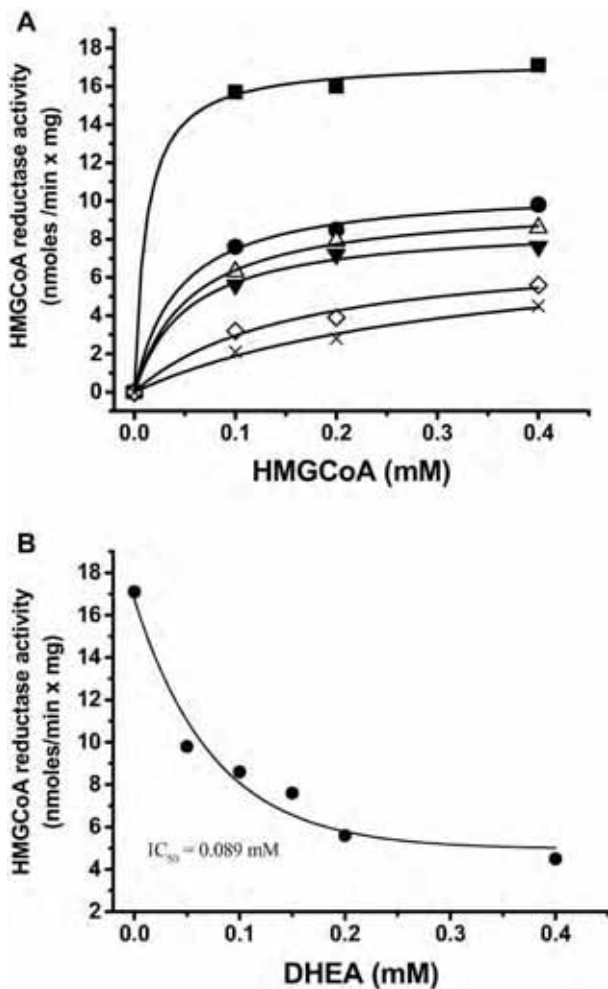 A
HMGCoA reductase activity
(nmoles /min x mg)
18
16
14
12
10
8
6
4
2
0
0.0 0.1 0.2 0.3 0.4
HMGCoA (mM)
B
HMGCoA reductase activity
(nmoles/min x mg)
18
16
14
12
10
8
6
4
2
IC₅₀ = 0.089 mM
0.0 0.1 0.2 0.3 0.4
DHEA (mM)